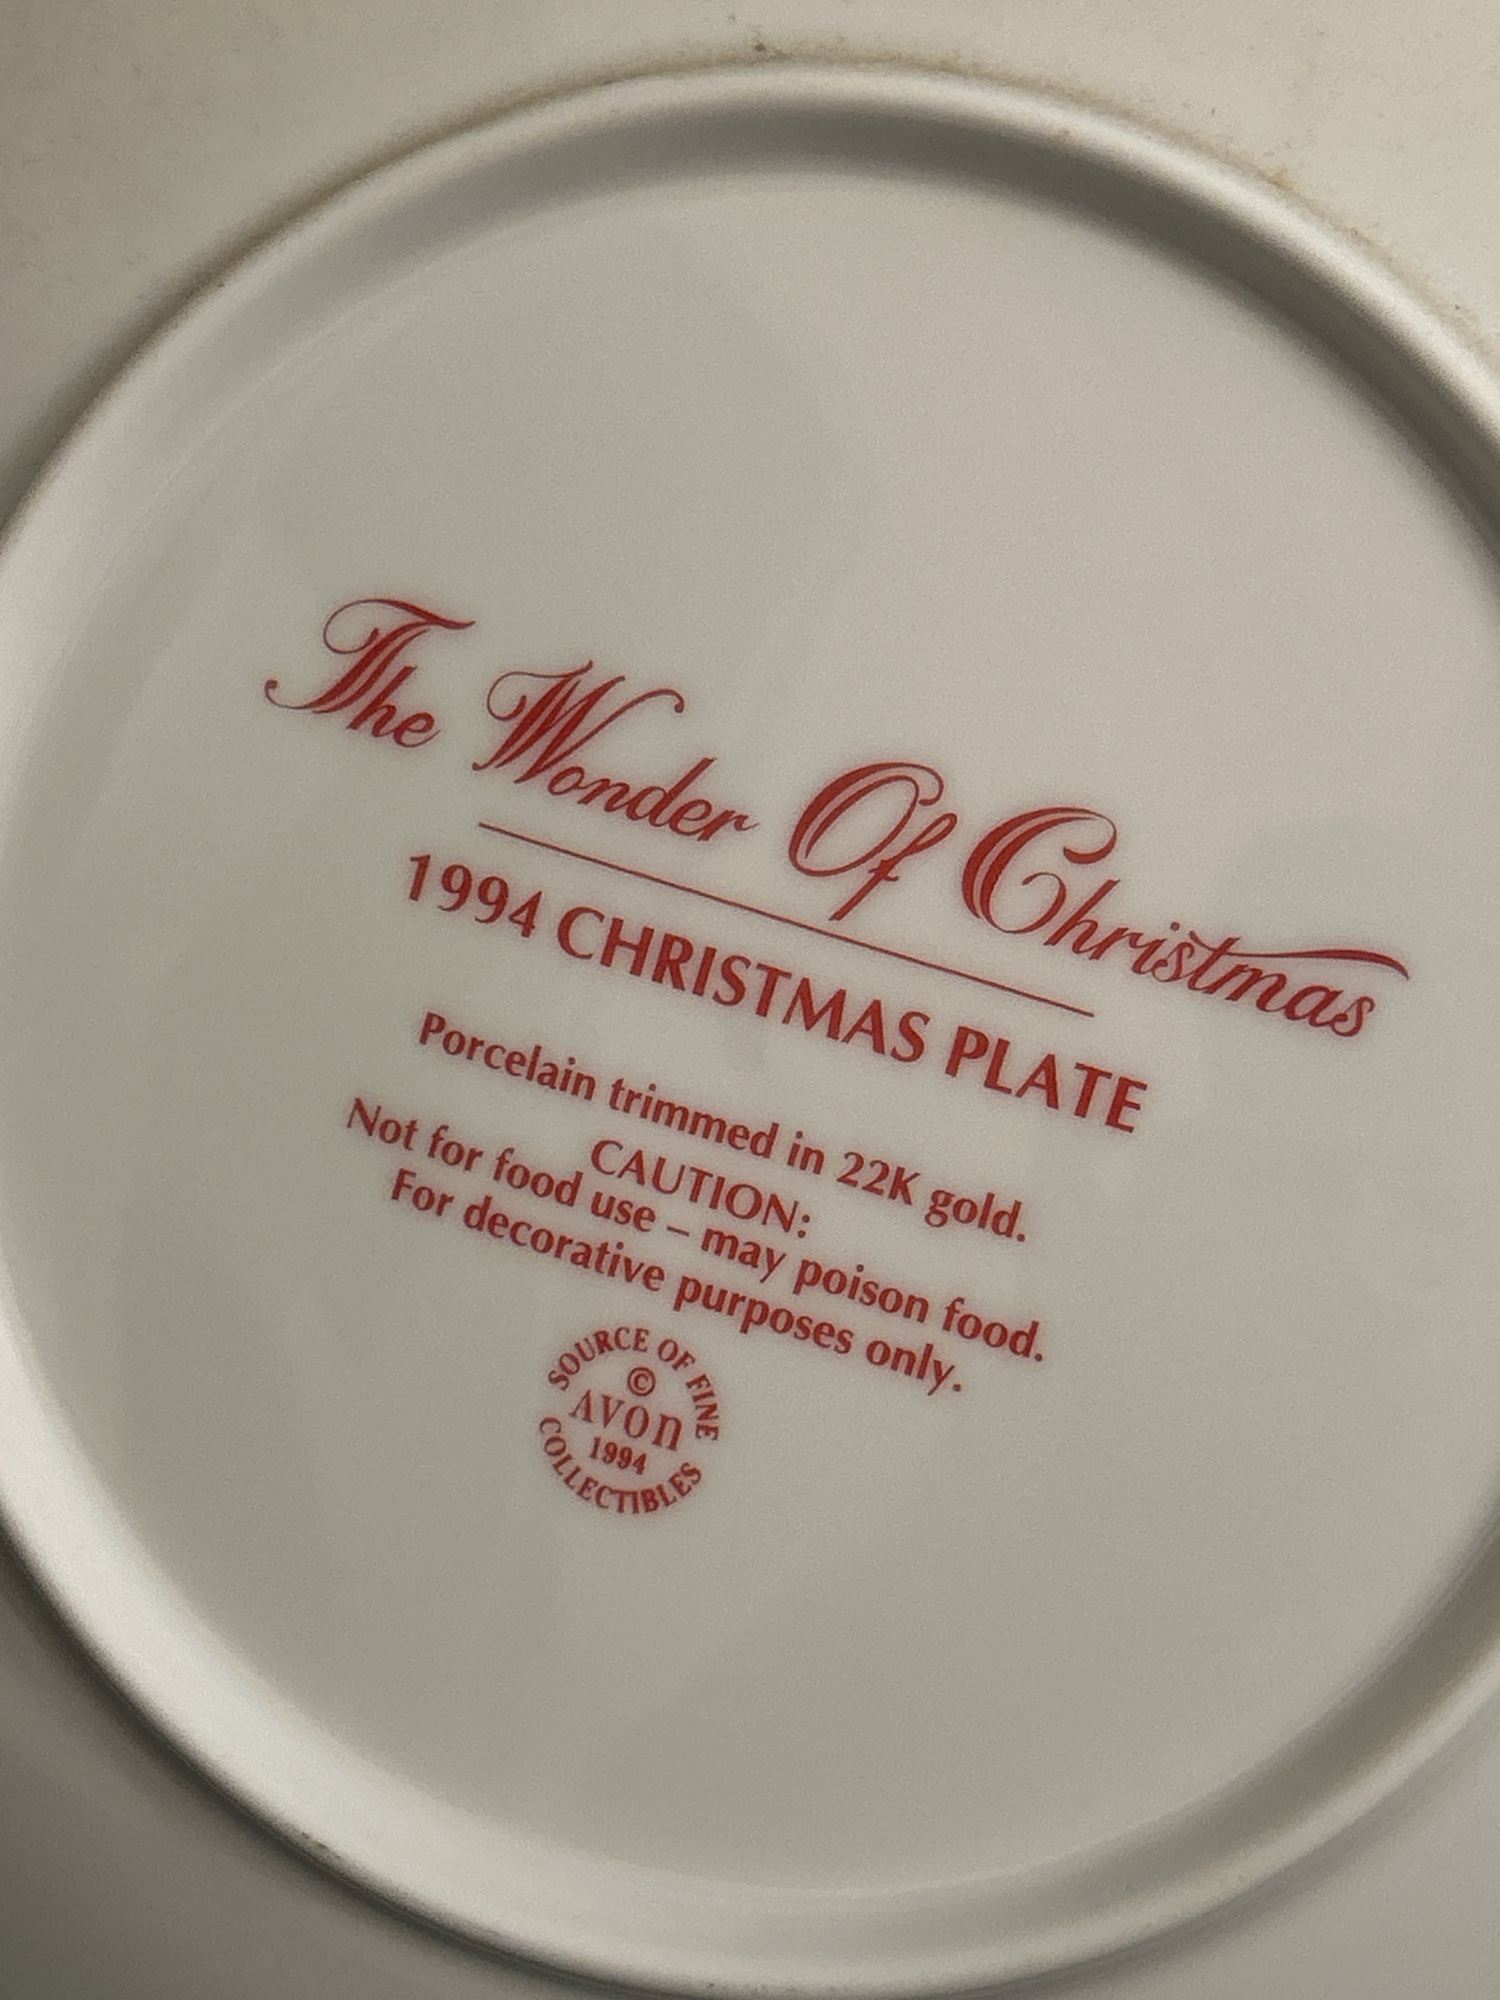 The Wonder Of Christmas
1994 CHRISTMAS PLATE
Porcelain trimmed in 22K gold.
CAUTION:
Not for food use – may poison food.
For decorative purposes only.
SOURCE OF FINE
©
AVON
1994
COLLECTIBLES